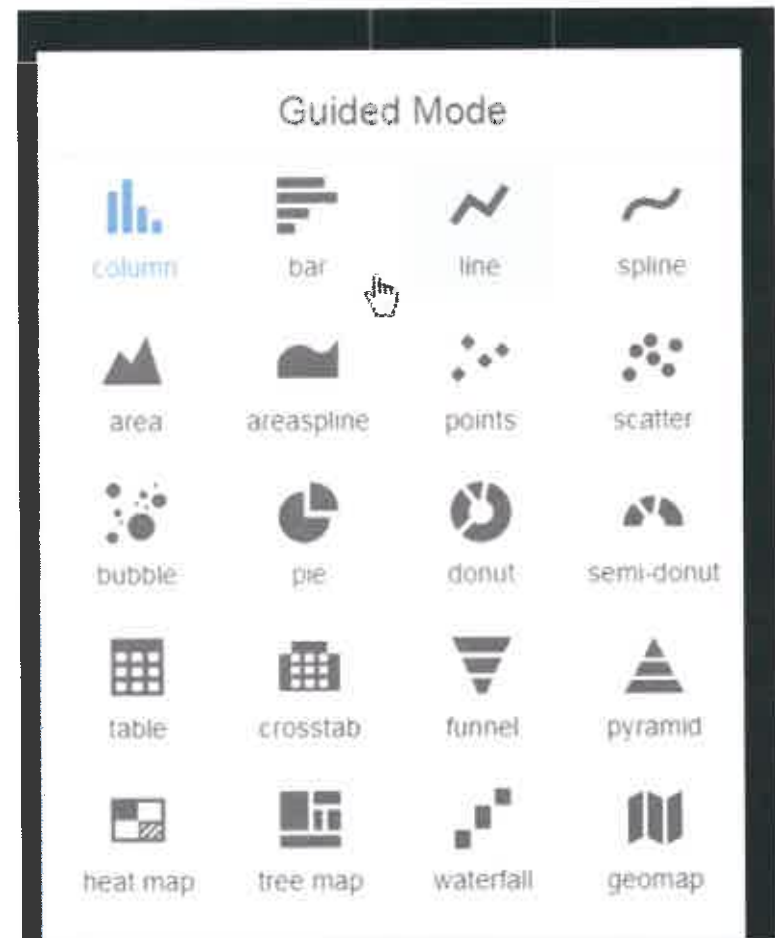 Guided Mode
column bar line spline
area areaspline points scatter
bubble pie donut semi-donut
table crosstab funnel pyramid
heat map tree map waterfall geomap